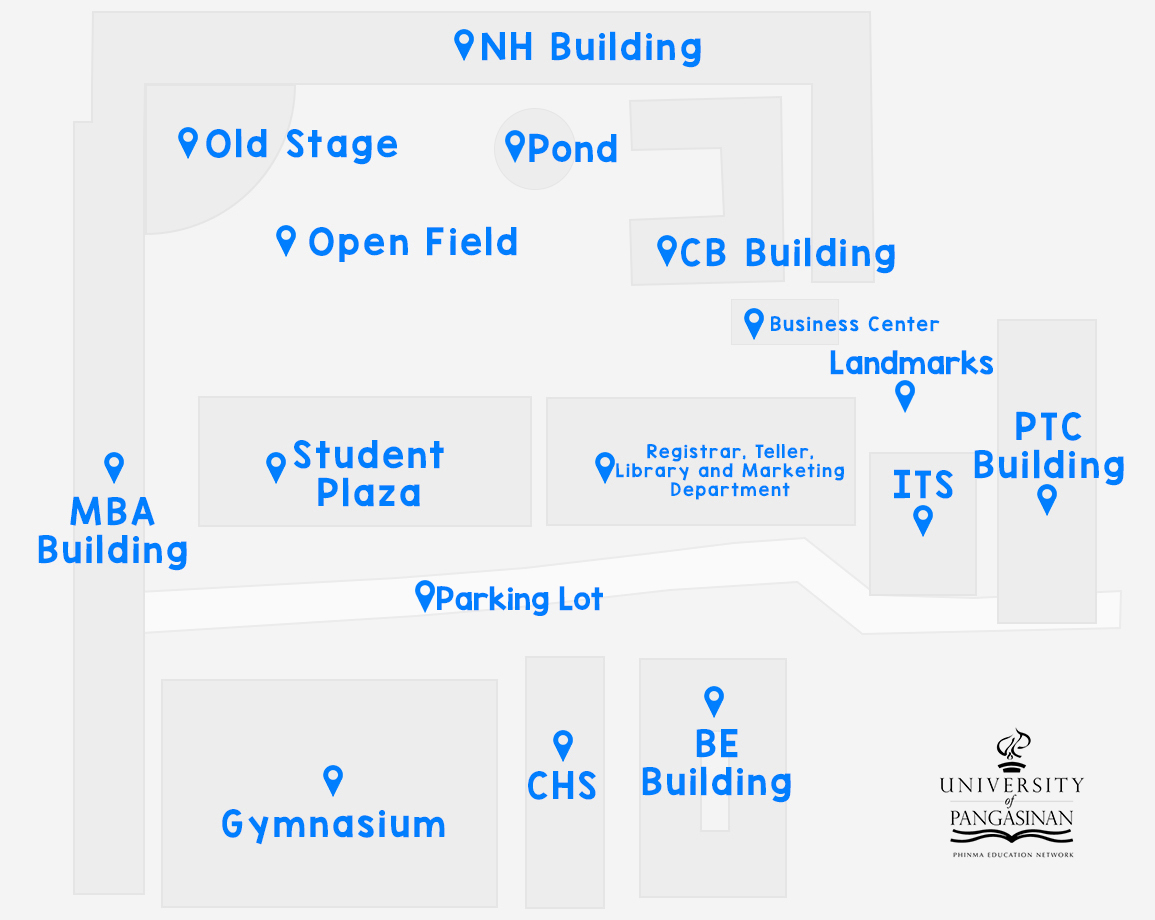 NH Building
Old Stage
Pond
Open Field
CB Building
Business Center
Landmarks
PTC
Building
Student
Plaza
Registrar, Teller,
Library and Marketing
Department
ITS
MBA
Building
Parking Lot
BE
Building
CHS
Gymnasium
UNIVERSITY
of
PANGASINAN
PHINMA EDUCATION NETWORK